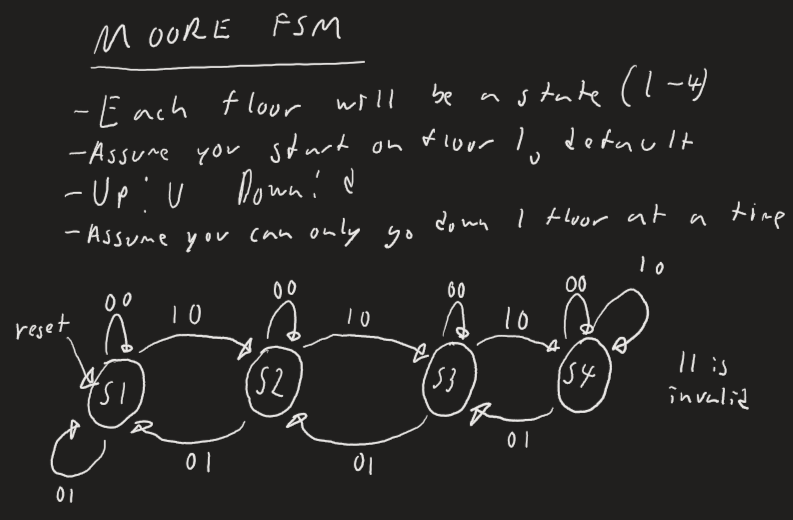 MOORE FSM
- Each floor will be a state (1-4)
- Assume you start on floor 1, default
- Up: U Down: d
- Assume you can only go down 1 floor at a time
10
00 00 00 00
reset 10 10 10
S1 S2 S3 S4
11 is
invalid
01 01 01
01